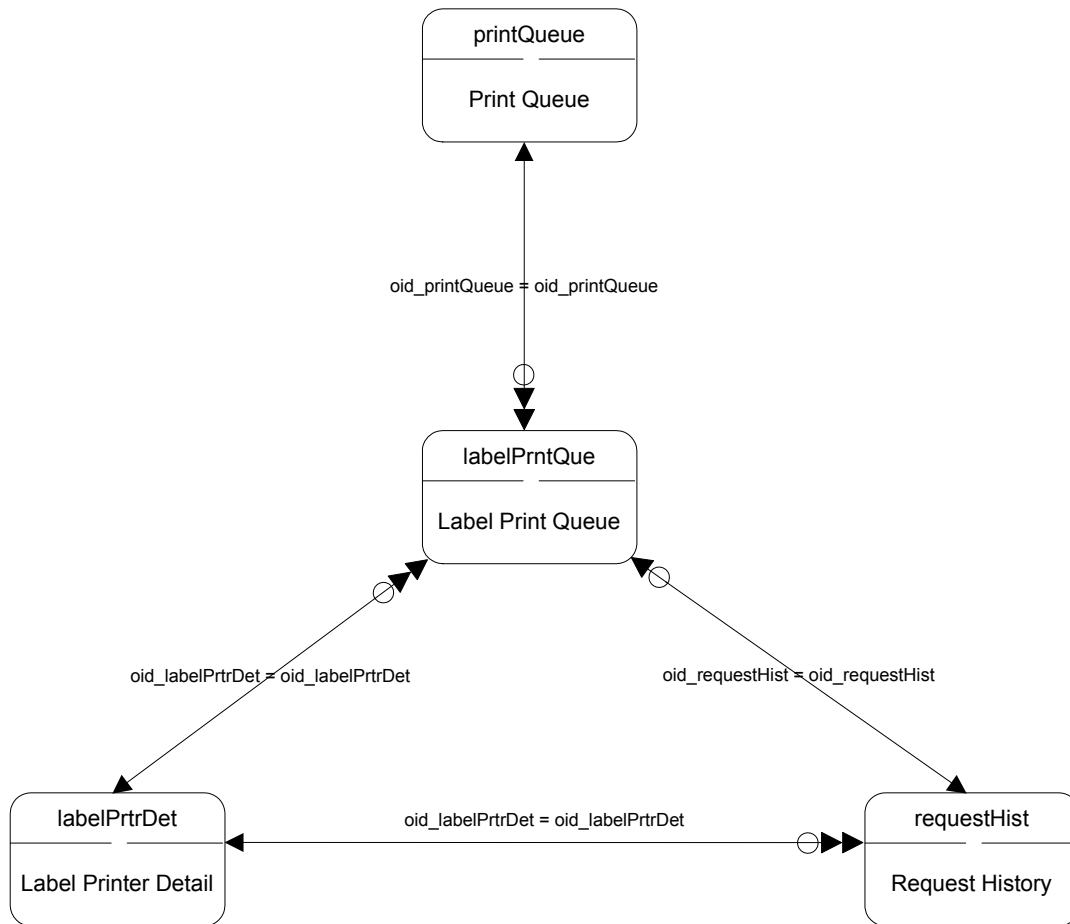 printQueue
Print Queue
oid_printQueue = oid_printQueue
labelPrntQue
Label Print Queue
oid_labelPrtrDet = oid_labelPrtrDet
oid_requestHist = oid_requestHist
labelPrtrDet
Label Printer Detail
oid_labelPrtrDet = oid_labelPrtrDet
requestHist
Request History